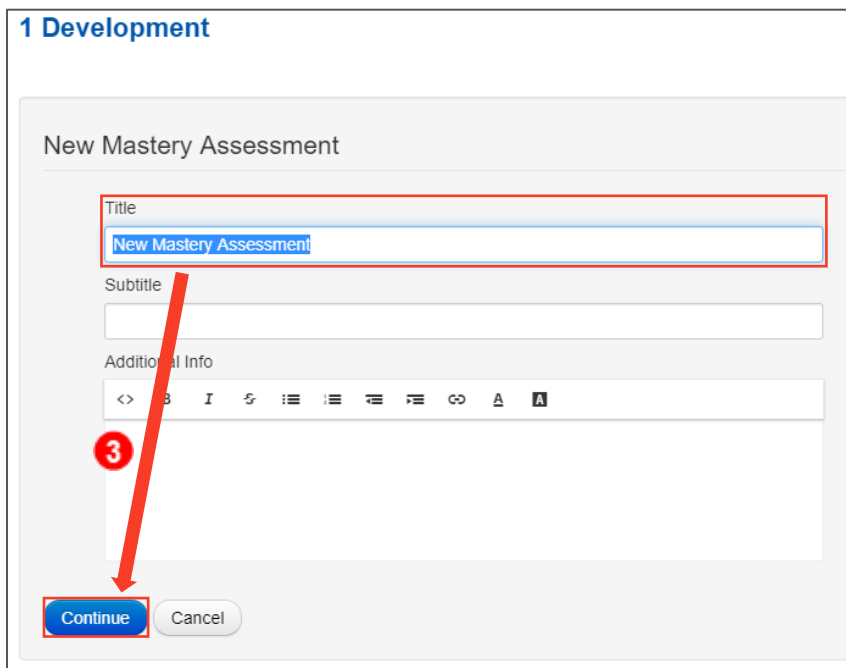 1 Development
New Mastery Assessment
Title
New Mastery Assessment
Subtitle
Additional Info
<> B I S A A
3
Continue Cancel